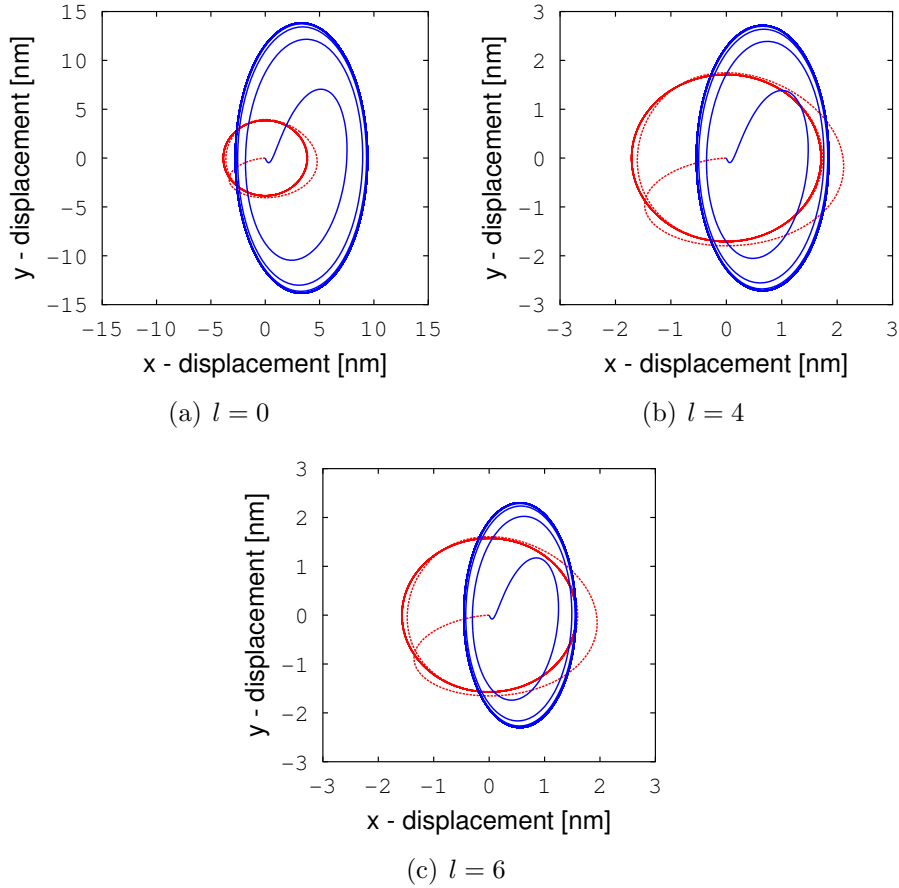 y - displacement [nm]
15
10
5
0
−5
−10
−15
−15 −10 −5 0 5 10 15
x - displacement [nm]
(a) l = 0
y - displacement [nm]
3
2
1
0
−1
−2
−3
−3 −2 −1 0 1 2 3
x - displacement [nm]
(b) l = 4
y - displacement [nm]
3
2
1
0
−1
−2
−3
−3 −2 −1 0 1 2 3
x - displacement [nm]
(c) l = 6